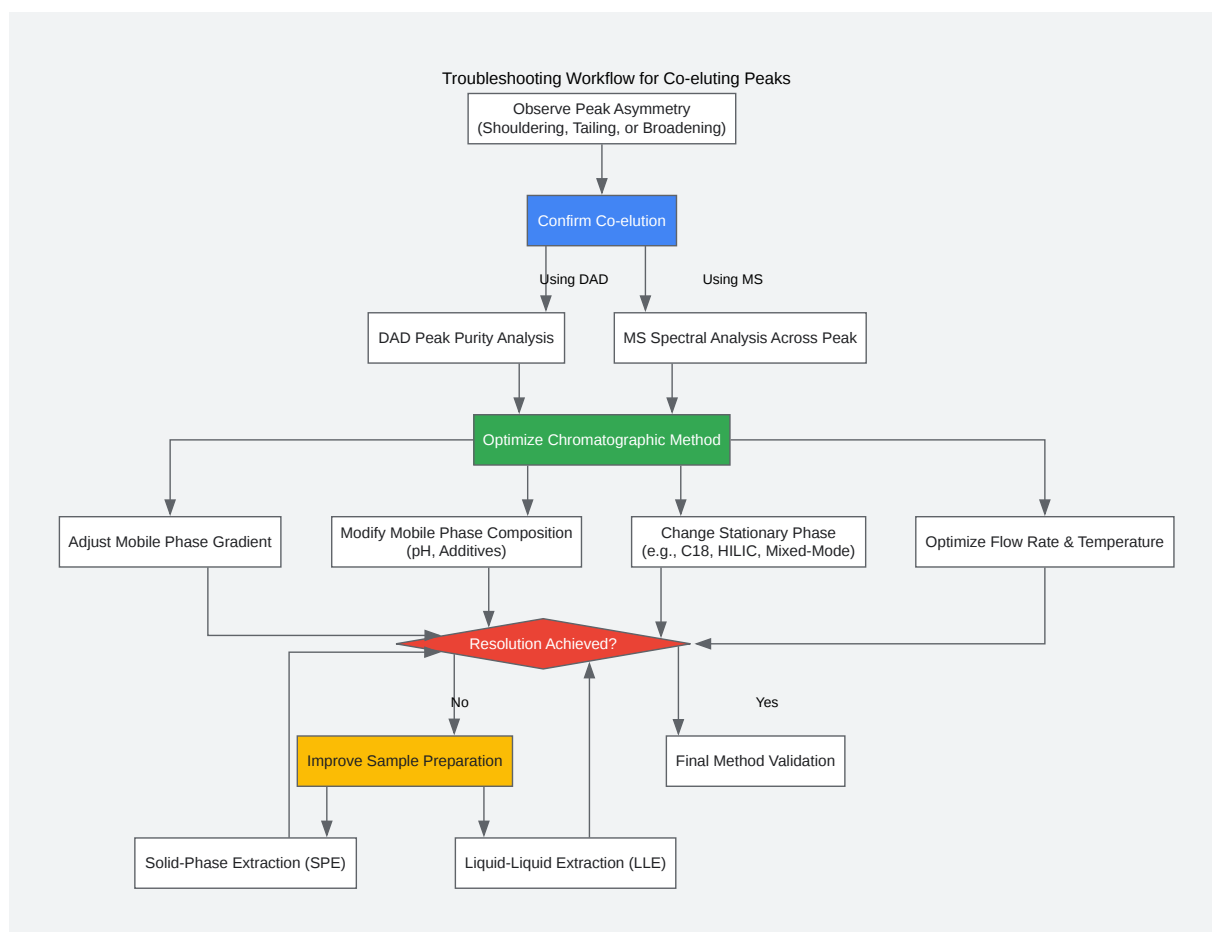 Troubleshooting Workflow for Co-eluting Peaks
Observe Peak Asymmetry
(Shouldering, Tailing, or Broadening)
Confirm Co-elution
Using DAD
Using MS
DAD Peak Purity Analysis
MS Spectral Analysis Across Peak
Optimize Chromatographic Method
Adjust Mobile Phase Gradient
Modify Mobile Phase Composition
(pH, Additives)
Change Stationary Phase
(e.g., C18, HILIC, Mixed-Mode)
Optimize Flow Rate & Temperature
Resolution Achieved?
No
Yes
Improve Sample Preparation
Final Method Validation
Solid-Phase Extraction (SPE)
Liquid-Liquid Extraction (LLE)